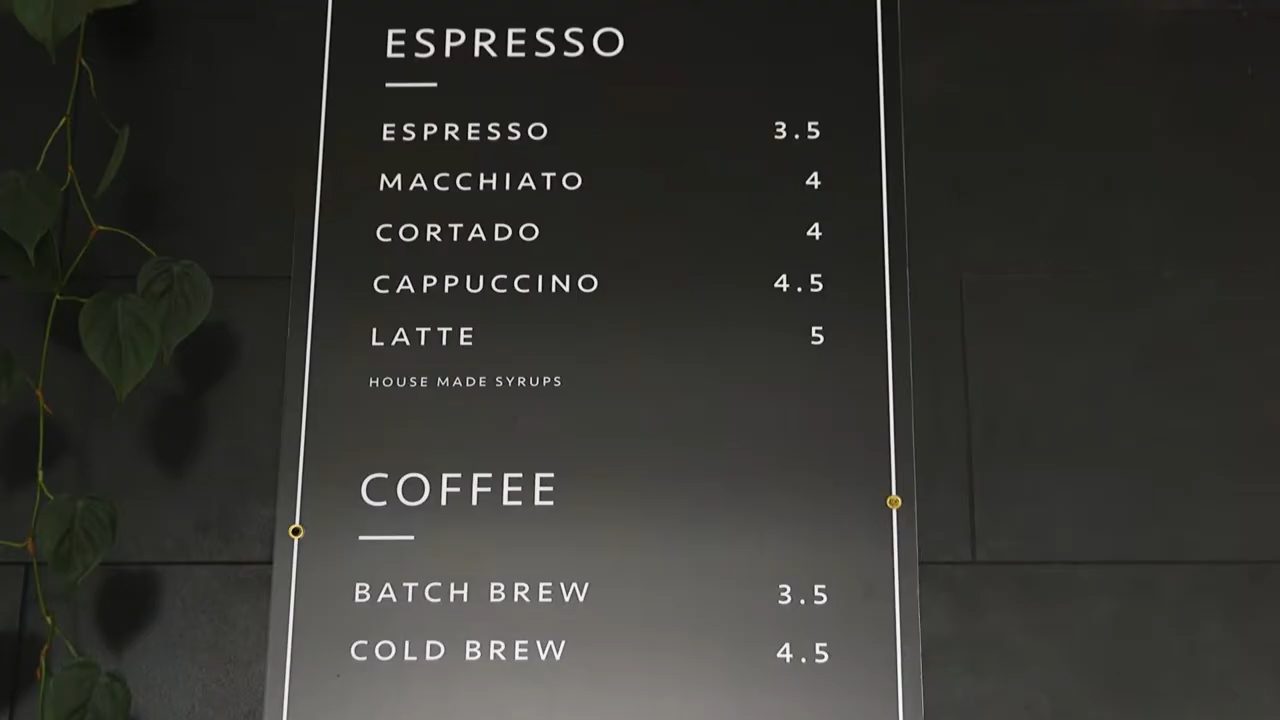 ESPRESSO
ESPRESSO 3.5
MACCHIATO 4
CORTADO 4
CAPPUCCINO 4.5
LATTE 5
HOUSE MADE SYRUPS
COFFEE
BATCH BREW 3.5
COLD BREW 4.5